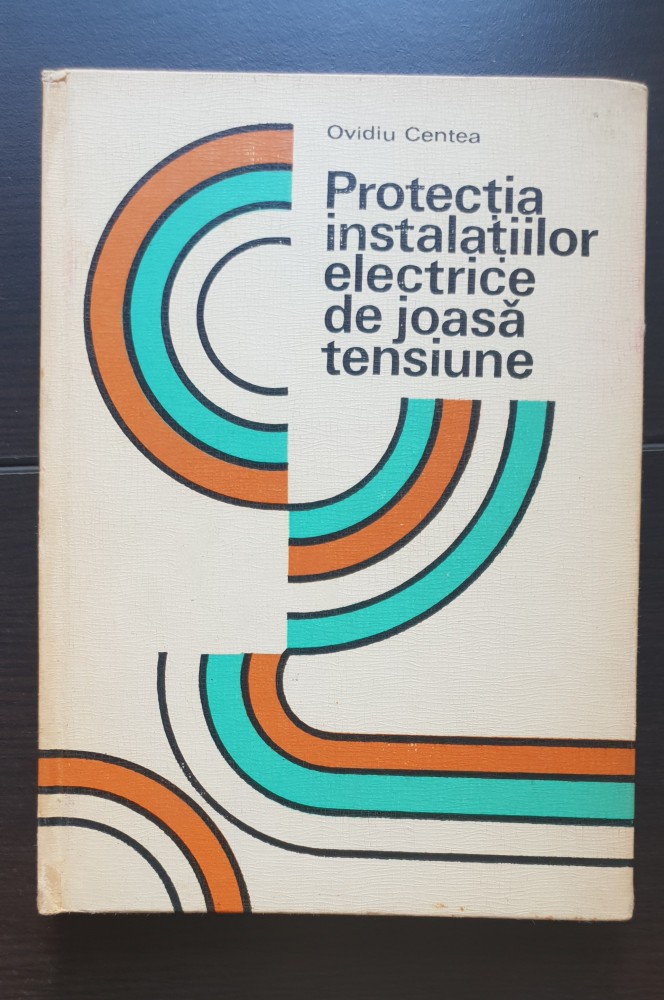 Ovidiu Centea
Protecția
instalațiilor
electrice
de joasă
tensiune